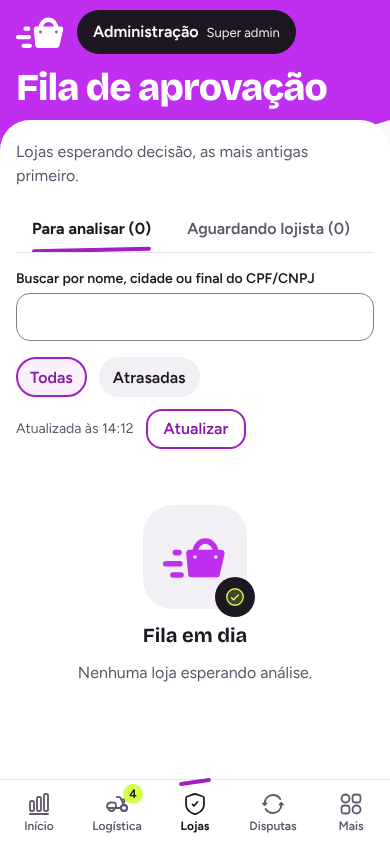 Administração Super admin
Fila de aprovação
Lojas esperando decisão, as mais antigas
primeiro.
Para analisar (0) Aguardando lojista (0)
Buscar por nome, cidade ou final do CPF/CNPJ
Todas Atrasadas
Atualizada às 14:12 Atualizar
Fila em dia
Nenhuma loja esperando análise.
4
Início Logística Lojas Disputas Mais